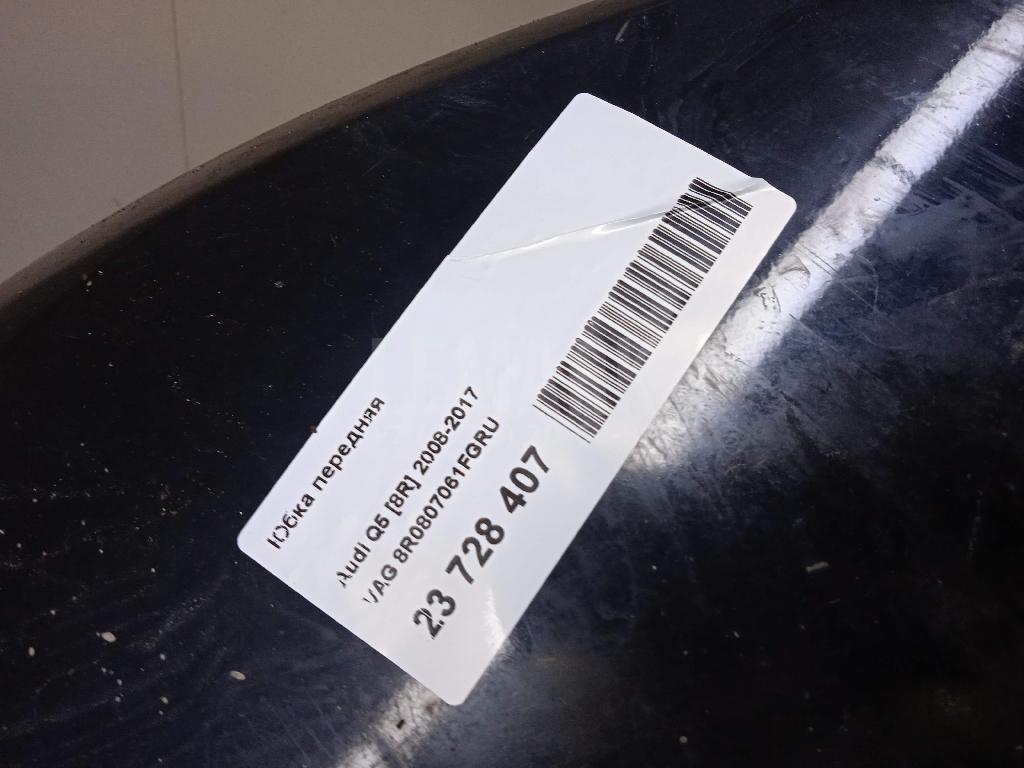 Юбка передняя
Audi Q5 [8R] 2008-2017
VAG 8R0807061FGRU
23 728 407